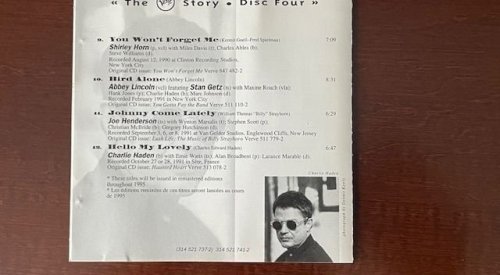 « The Verve Story • Disc Four »
9. You Won't Forget Me (Goell-Fred Spielman) 7:09
Shirley Horn (p, vol) with Miles Davis (t); Charles Ables (b);
Steve Williams (d)
Recorded August 12, 1990 at Clinton Recording Studios,
New York City
Original CD issue: You Won't Forget Me Verve 847 482-2
10. Bird Alone (Abbey Lincoln) 8:31
Abbey Lincoln (vcl) featuring Stan Getz (ts) with Maxine Roach (vla);
Hank Jones (p); Charlie Haden (b); Marc Johnson (d)
Recorded February 1991 in New York City
Original CD issue: You Gotta Pay the Band Verve 511 110-2
11. Johnny Come Lately (William Thomas "Billy" Strayhorn) 6:29
Joe Henderson (ts) with Wynton Marsalis (t); Stephen Scott (p);
Christian McBride (b); Gregory Hutchinson (d)
Recorded September 3, 6, or 8, 1991 at Van Gelder Studios, Englewood Cliffs, New Jersey
Original CD issue: Lush Life: The Music of Billy Strayhorn Verve 511 779-2
12. Hello My Lovely (Charles Edward Haden) 6:47
Charlie Haden (b) with Ernie Watts (ts); Alan Broadbent (p); Larance Marable (d)
Recorded October 27 or 28, 1991 in
Original CD issue: Haunted Heart Verve 513 078-2
* These titles will be issued in remastered editions
throughout 1995
* Les éditions remixées de ces titres seront lancées au cours
de 1995
Charlie Haden
(314 521 737-2) 314 521 741-2